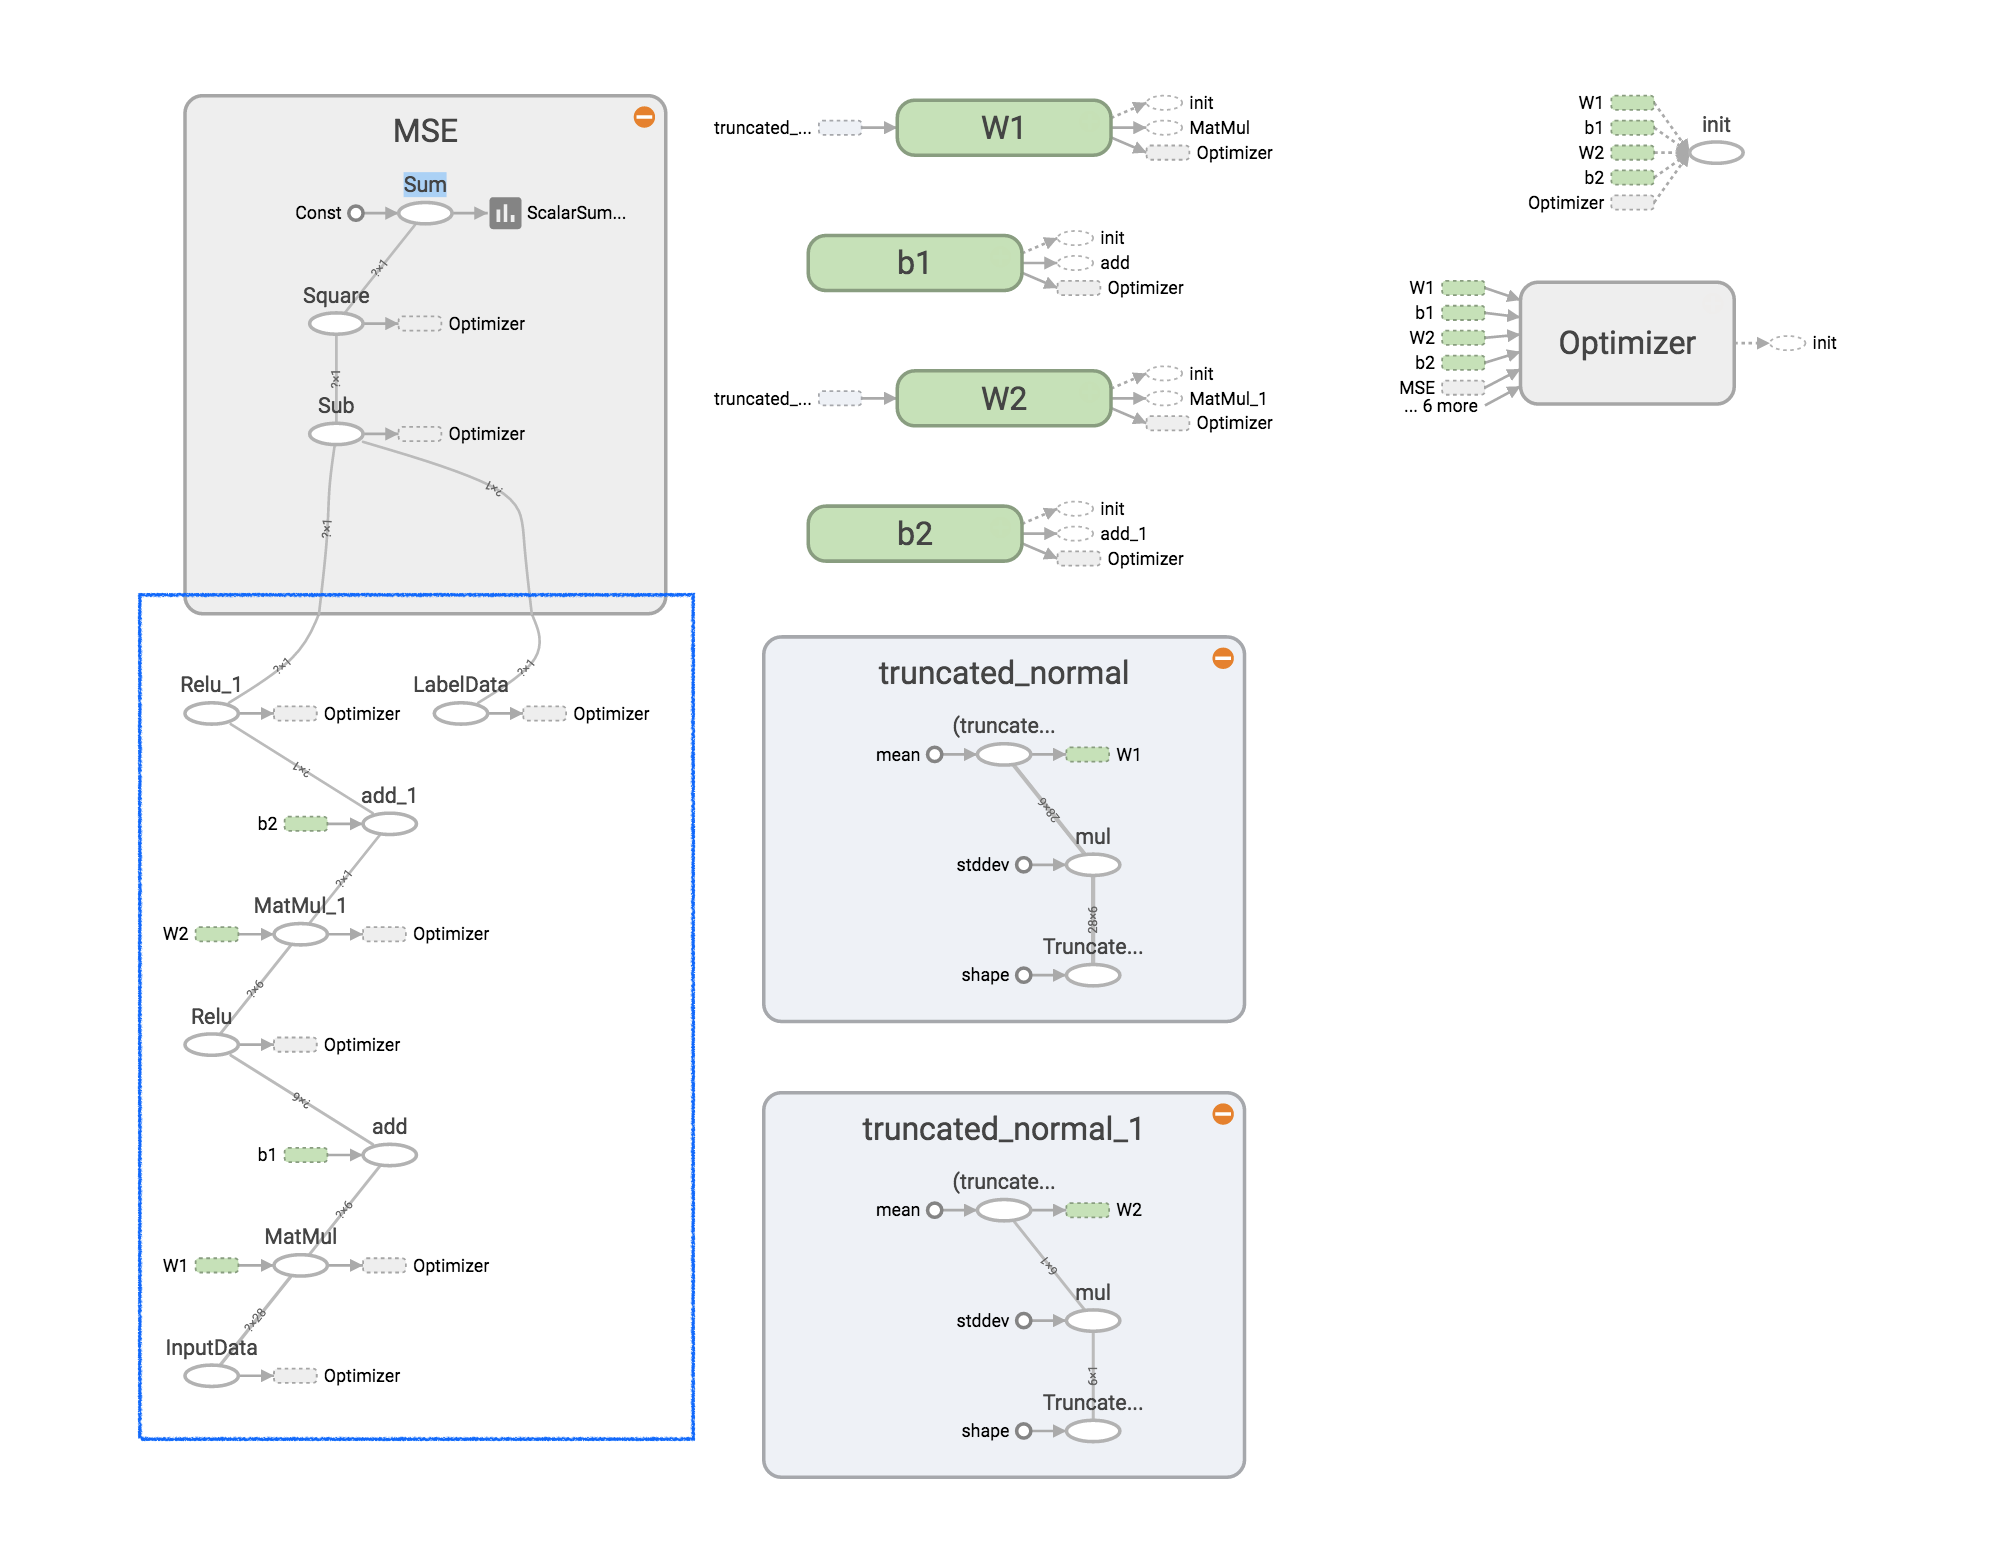 MSE
Sum
Const
ScalarSum...
?×1
Square
Optimizer
?×1
Sub
Optimizer
?×1
?×1
?×1
?×1
Relu_1
Optimizer
LabelData
Optimizer
?×1
add_1
b2
?×1
MatMul_1
W2
Optimizer
?×6
Relu
Optimizer
?×6
add
b1
?×6
MatMul
W1
Optimizer
?×28
InputData
Optimizer
truncated_...
W1
init
MatMul
Optimizer
b1
init
add
Optimizer
truncated_...
W2
init
MatMul_1
Optimizer
b2
init
add_1
Optimizer
truncated_normal
(truncate...
mean
W1
28×6
mul
stddev
28×6
Truncate...
shape
truncated_normal_1
(truncate...
mean
W2
6×1
mul
stddev
6×1
Truncate...
shape
W1
b1
W2
b2
Optimizer
init
W1
b1
W2
b2
MSE
... 6 more
Optimizer
init